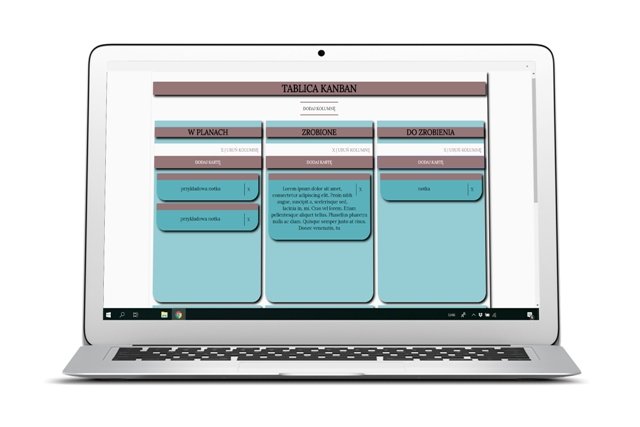 TABLICA KANBAN
DODAJ KOLUMNĘ
W PLANACH
X | USUŃ KOLUMNĘ
DODAJ KARTĘ
przykładowa notka
X
przykładowa notka
X
ZROBIONE
X | USUŃ KOLUMNĘ
DODAJ KARTĘ
Lorem ipsum dolor sit amet,
X
consectetur adipiscing elit. Proin nibh
augue, suscipit a, scelerisque sed,
lacinia in, mi. Cras vel lorem. Etiam
pellentesque aliquet tellus. Phasellus pharetra
nulla ac diam. Quisque semper justo at risus.
Donec venenatis, tu
DO ZROBIENIA
X | USUŃ KOLUMNĘ
DODAJ KARTĘ
notka
X